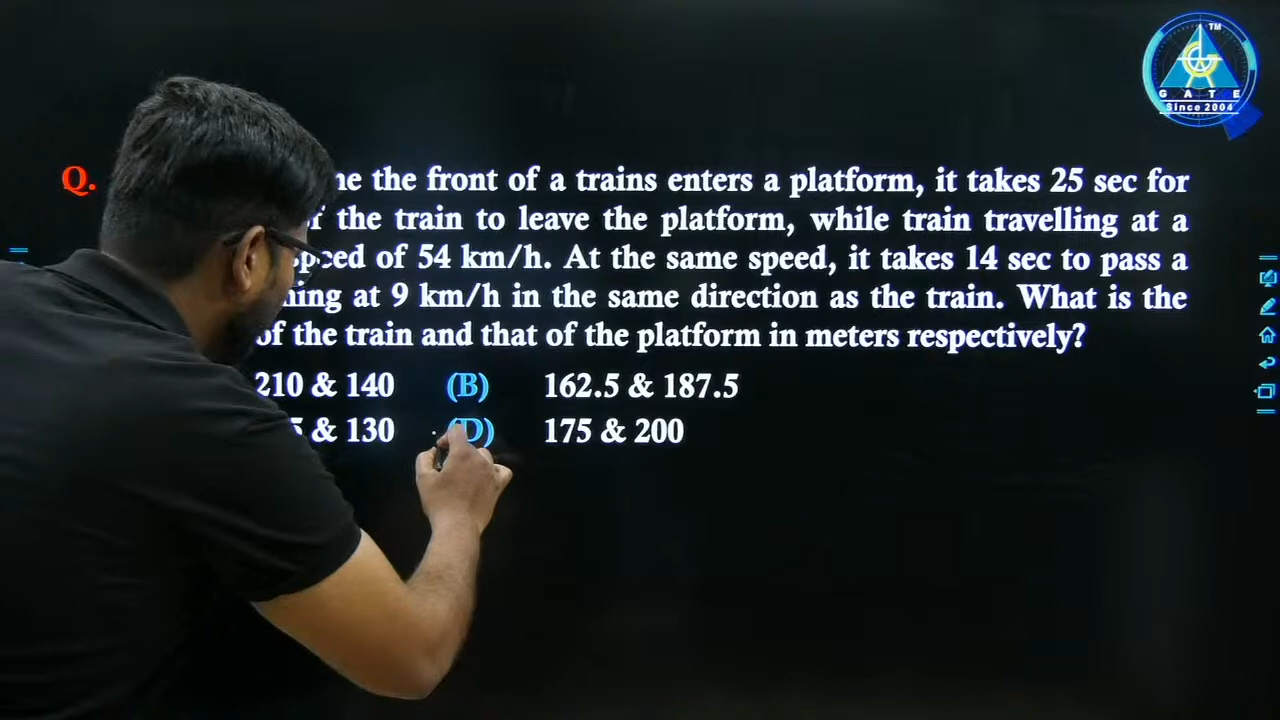 TM
GATE
Since 2004
Q. the front of a trains enters a platform, it takes 25 sec for
the train to leave the platform, while train travelling at a
speed of 54 km/h. At the same speed, it takes 14 sec to pass a
at 9 km/h in the same direction as the train. What is the
of the train and that of the platform in meters respectively?
210 & 140 (B) 162.5 & 187.5
& 130 (D) 175 & 200